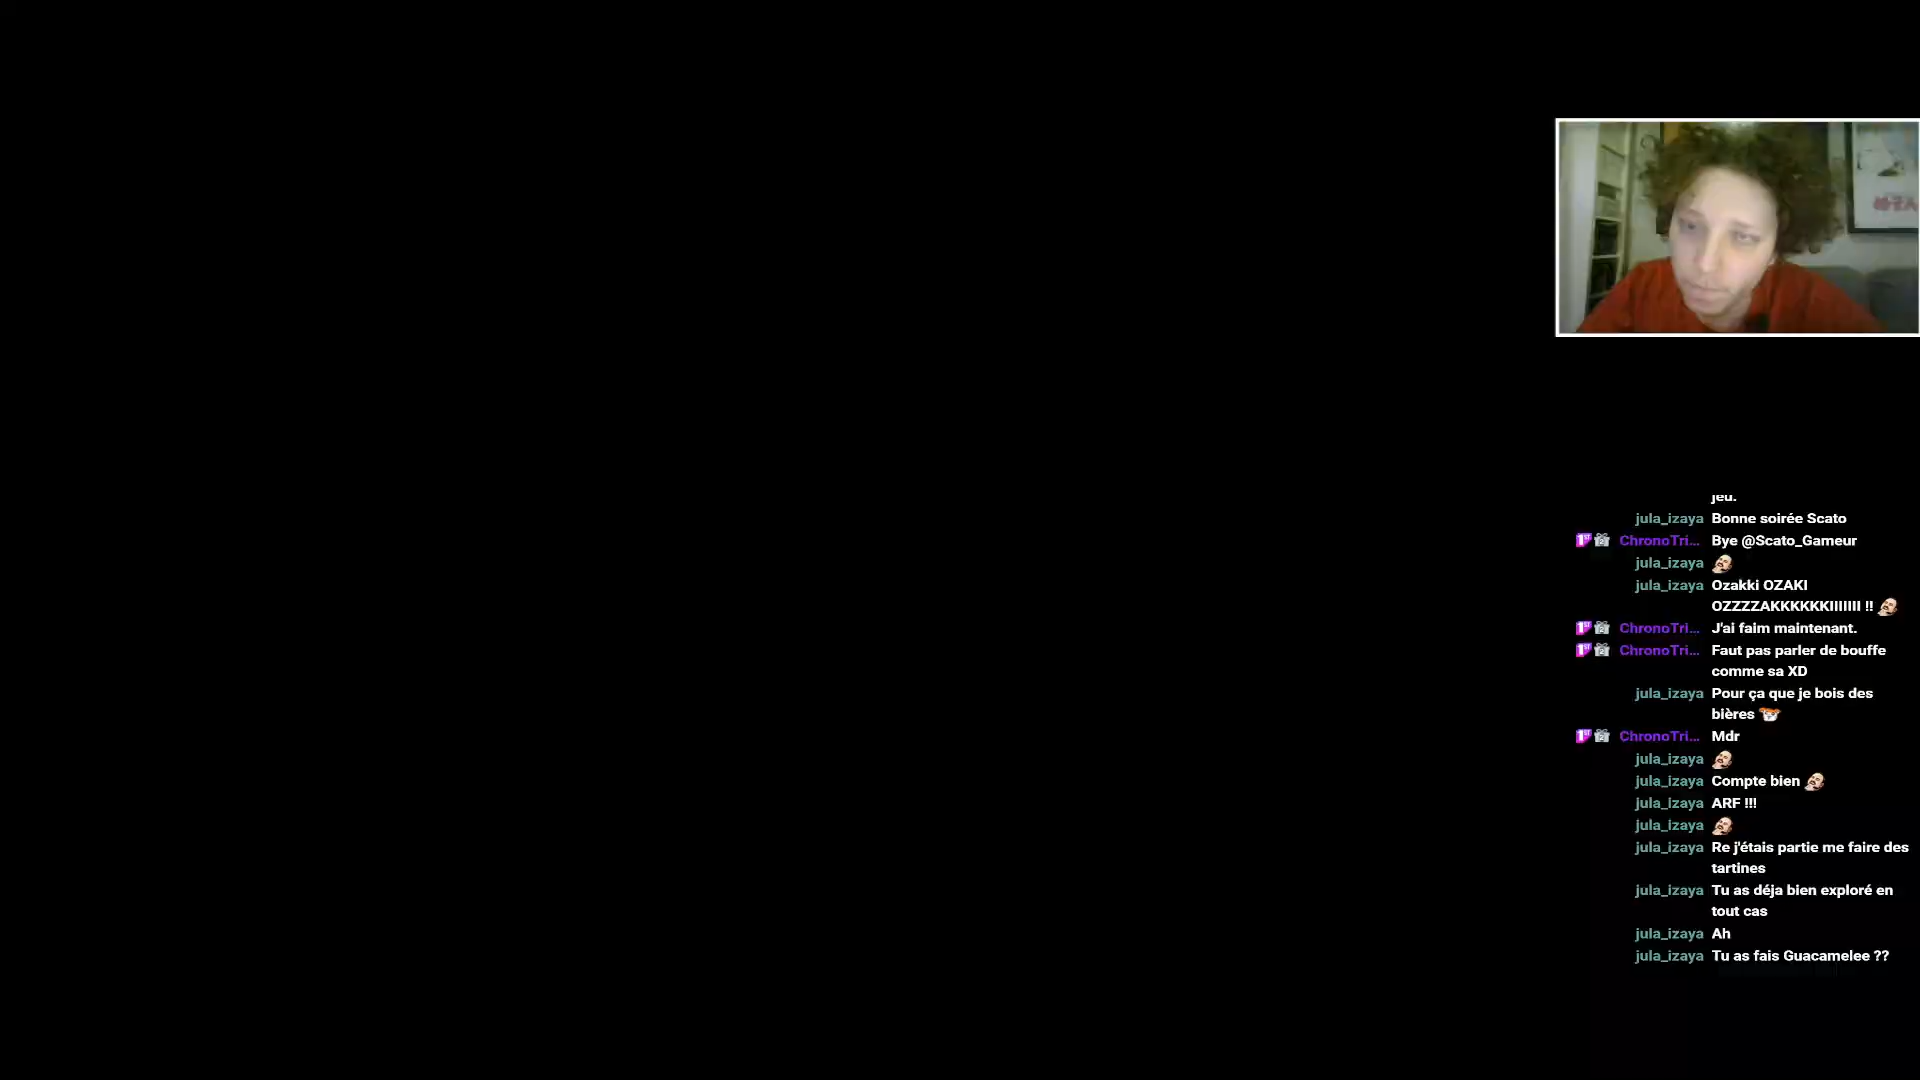 jeu.
jula_izaya Bonne soirée Scato
ChronoTri... Bye @Scato_Gameur
jula_izaya
jula_izaya Ozakki OZAKI
OZZZZAKKKKKKIIIIIII !!
ChronoTri... J'ai faim maintenant.
ChronoTri... Faut pas parler de bouffe
comme sa XD
jula_izaya Pour ça que je bois des
bières
ChronoTri... Mdr
jula_izaya
jula_izaya Compte bien
jula_izaya ARF !!!
jula_izaya
jula_izaya Re j'étais partie me faire des
tartines
jula_izaya Tu as déja bien exploré en
tout cas
jula_izaya Ah
jula_izaya Tu as fais Guacamelee ??